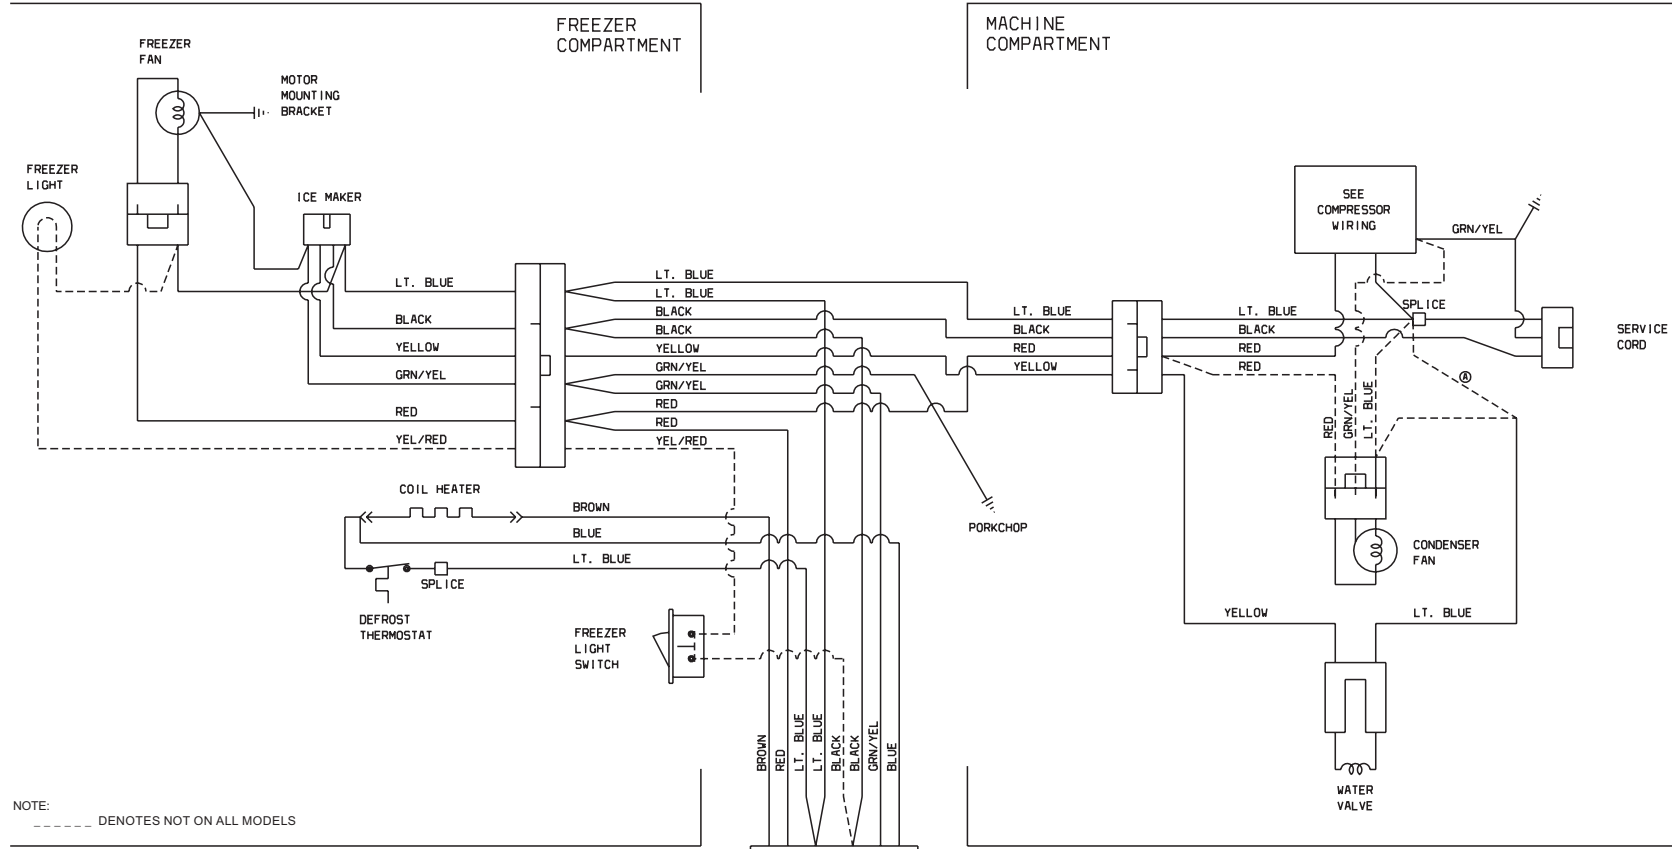 FREEZER
COMPARTMENT
MACHINE
COMPARTMENT
FREEZER
FAN
MOTOR
MOUNTING
BRACKET
FREEZER
LIGHT
ICE MAKER
SEE
COMPRESSOR
WIRING
GRN/YEL
LT. BLUE
LT. BLUE
LT. BLUE
BLACK
BLACK
BLACK
YELLOW
YELLOW
GRN/YEL
GRN/YEL
GRN/YEL
RED
RED
RED
YEL/RED
YEL/RED
LT. BLUE
BLACK
RED
YELLOW
LT. BLUE
BLACK
RED
RED
SPLICE
SERVICE
CORD
A
RED
GRN/YEL
LT. BLUE
PORKCHOP
COIL HEATER
BROWN
BLUE
LT. BLUE
SPLICE
DEFROST
THERMOSTAT
FREEZER
LIGHT
SWITCH
CONDENSER
FAN
YELLOW
LT. BLUE
WATER
VALVE
BROWN
RED
LT. BLUE
LT. BLUE
BLACK
BLACK
GRN/YEL
BLUE
NOTE:
_ _ _ _ _ _ DENOTES NOT ON ALL MODELS